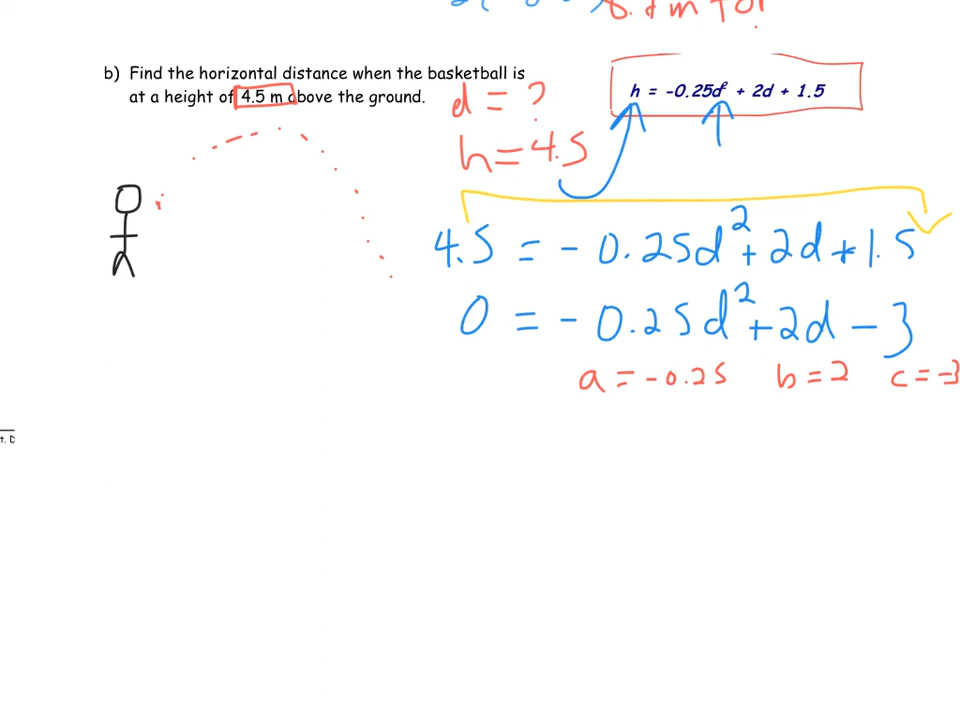 b) Find the horizontal distance when the basketball is
at a height of 4.5 m above the ground.
h = -0.25d² + 2d + 1.5
d = ?
h = 4.5
4.5 = - 0.25d² + 2d + 1.5
0 = - 0.25d² + 2d - 3
a = -0.25 b = 2 c = -3
t. D